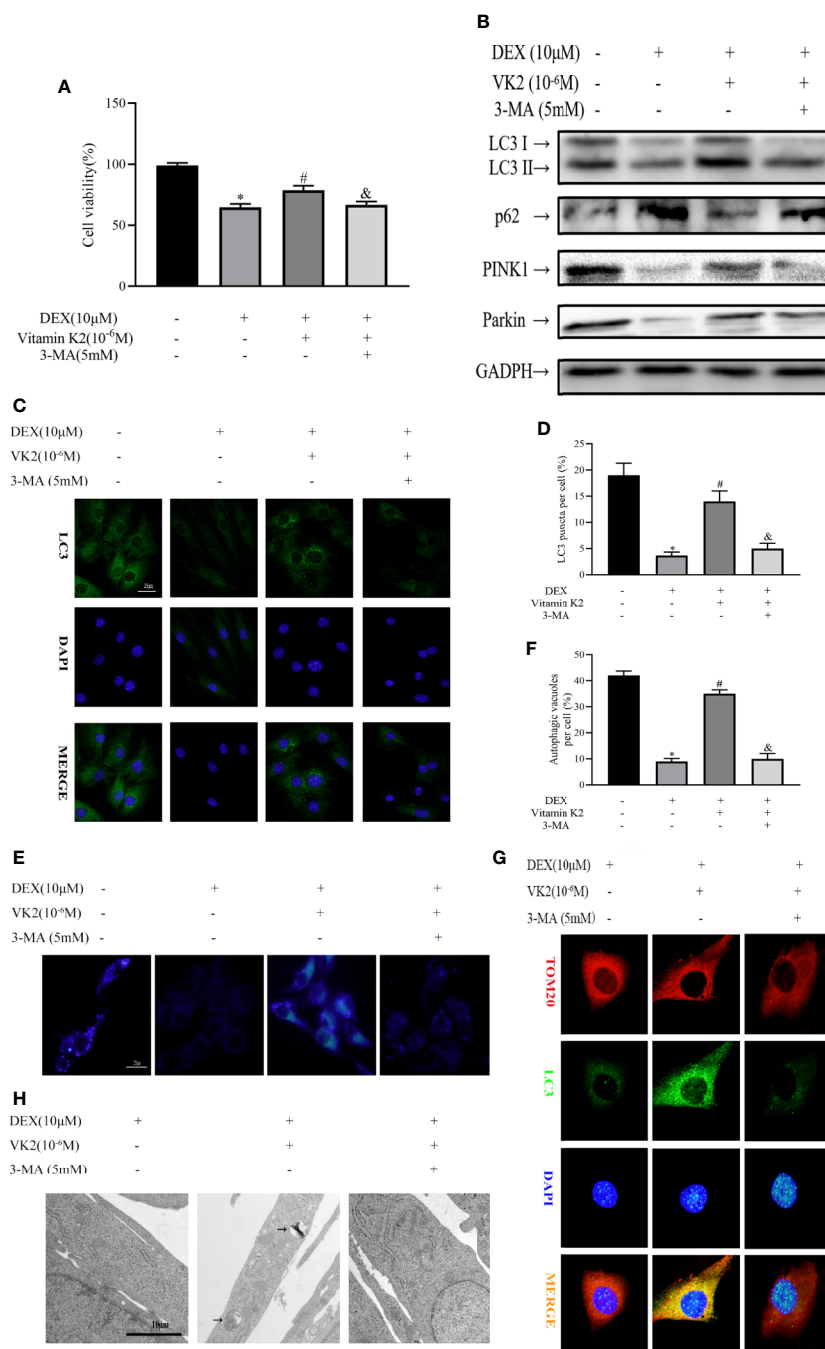 A
150
100
50
0
Cell viability(%)
*
#
&
DEX(10μM) - + + +
Vitamin K2(10⁻⁶M) - - + +
3-MA(5mM) - - - +
B
DEX (10μM) - + + +
VK2 (10⁻⁶M) - - + +
3-MA (5mM) - - - +
LC3 I →
LC3 II →
p62 →
PINK1→
Parkin →
GADPH→
C
DEX(10μM) - + + +
VK2(10⁻⁶M) - - + +
3-MA (5mM) - - - +
LC3
25μm
DAPI
MERGE
D
25
20
15
10
5
0
LC3 puncta per cell (%)
*
#
&
DEX - + + +
Vitamin K2 - - + +
3-MA - - - +
F
50
40
30
20
10
0
Autophagic vacuoles
per cell (%)
*
#
&
DEX - + + +
Vitamin K2 - - + +
3-MA - - - +
E
DEX(10μM) - + + +
VK2(10⁻⁶M) - - + +
3-MA (5mM) - - - +
25μm
G
DEX(10μM) + + +
VK2(10⁻⁶M) - + +
3-MA (5mM) - - +
TOM20
LC3
DAPI
MERGE
H
DEX(10μM) + + +
VK2(10⁻⁶M) - + +
3-MA (5mM) - - +
10μm